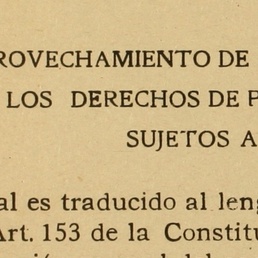 ROVECHAMIENTO DE
LOS DERECHOS DE P
SUJETOS A
al es traducido al leng
Art. 153 de la Constitu